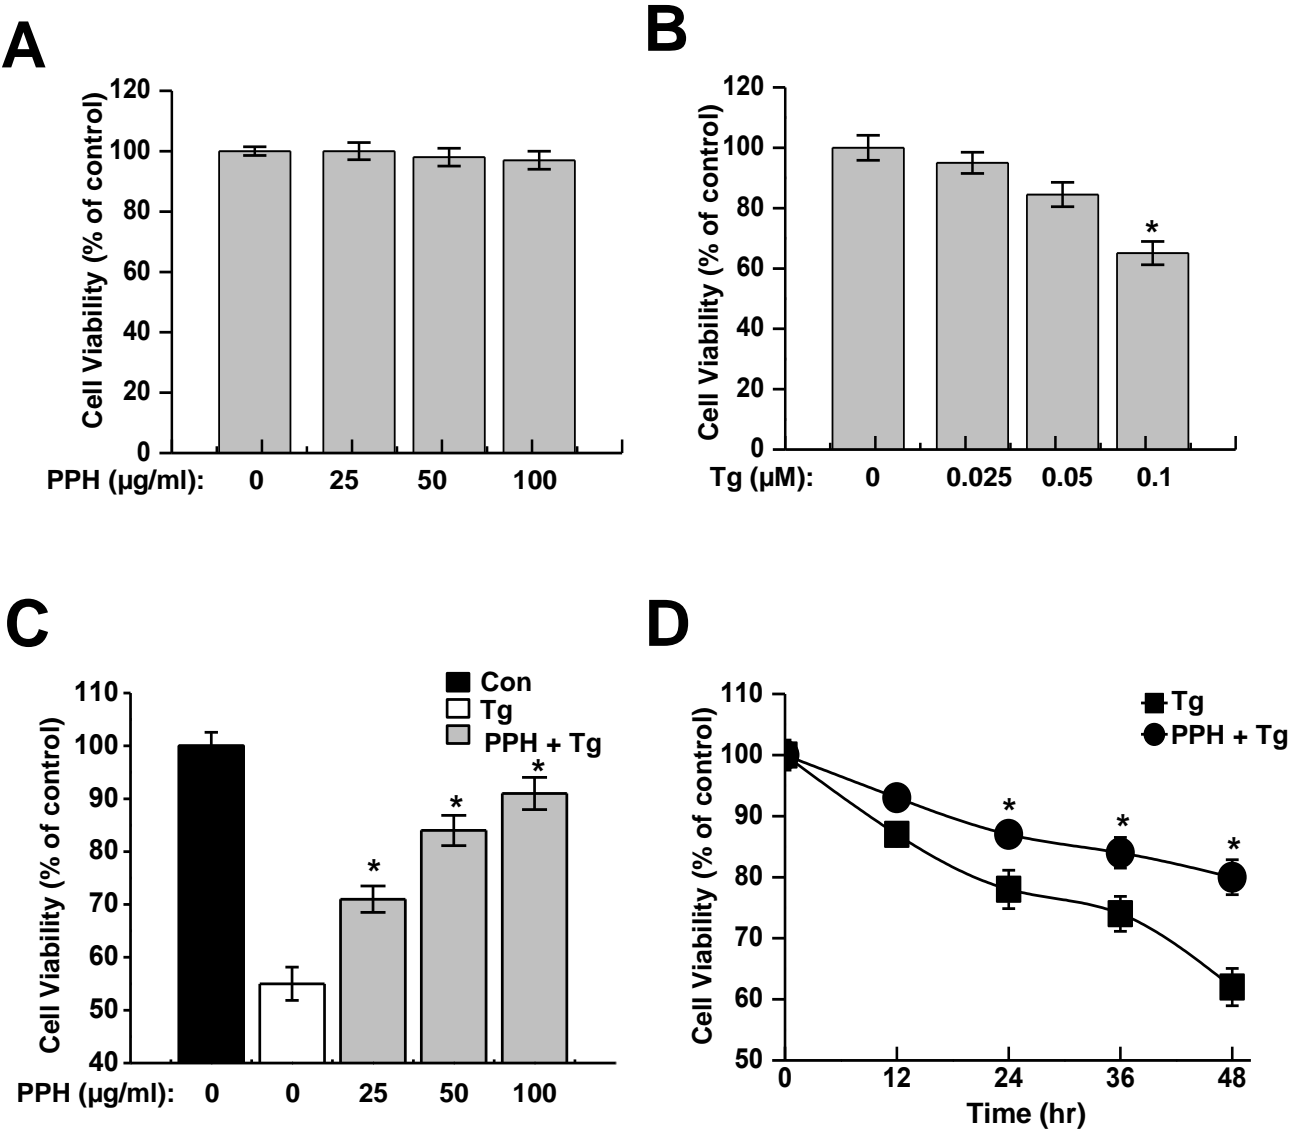 A
Cell Viability (% of control)
120
100
80
60
40
20
0
PPH (µg/ml): 0 25 50 100
B
Cell Viability (% of control)
120
100
80
60
40
20
0
*
Tg (µM): 0 0.025 0.05 0.1
C
Cell Viability (% of control)
110
100
90
80
70
60
50
40
Con
Tg
PPH + Tg
* * *
PPH (µg/ml): 0 0 25 50 100
D
Cell Viability (% of control)
110
100
90
80
70
60
50
Tg
PPH + Tg
* * *
0 12 24 36 48
Time (hr)